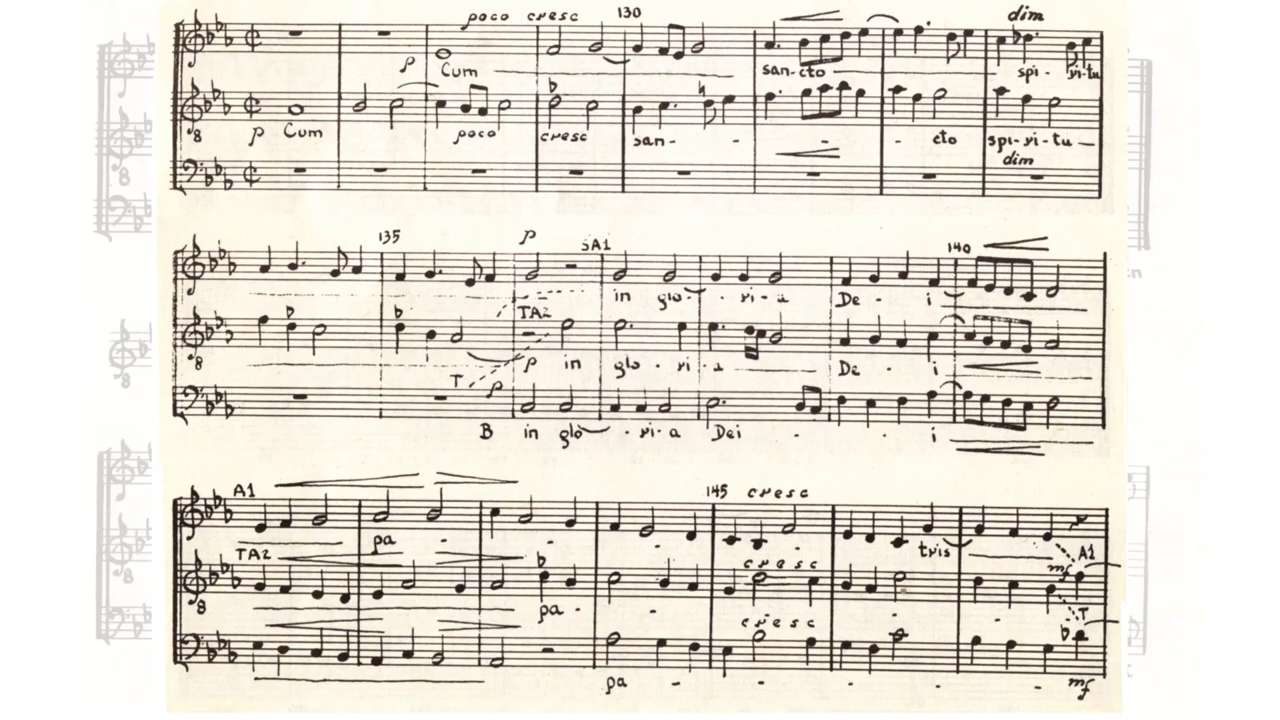 poco cresc 130 dim
p Cum san-cto spi - ri-tu
p Cum poco cresc san- - - - cto spi-ri-tu
dim
135 p SA1 140
in glo - ri - a De - i
TA2
p in glo - ri - a De - i
T p
B in glo - ri-a Dei - - i
A1 145 cresc
pa - - - tris
TA2 cresc mf A1
pa - - - - T
cresc
pa - - - - - - mf